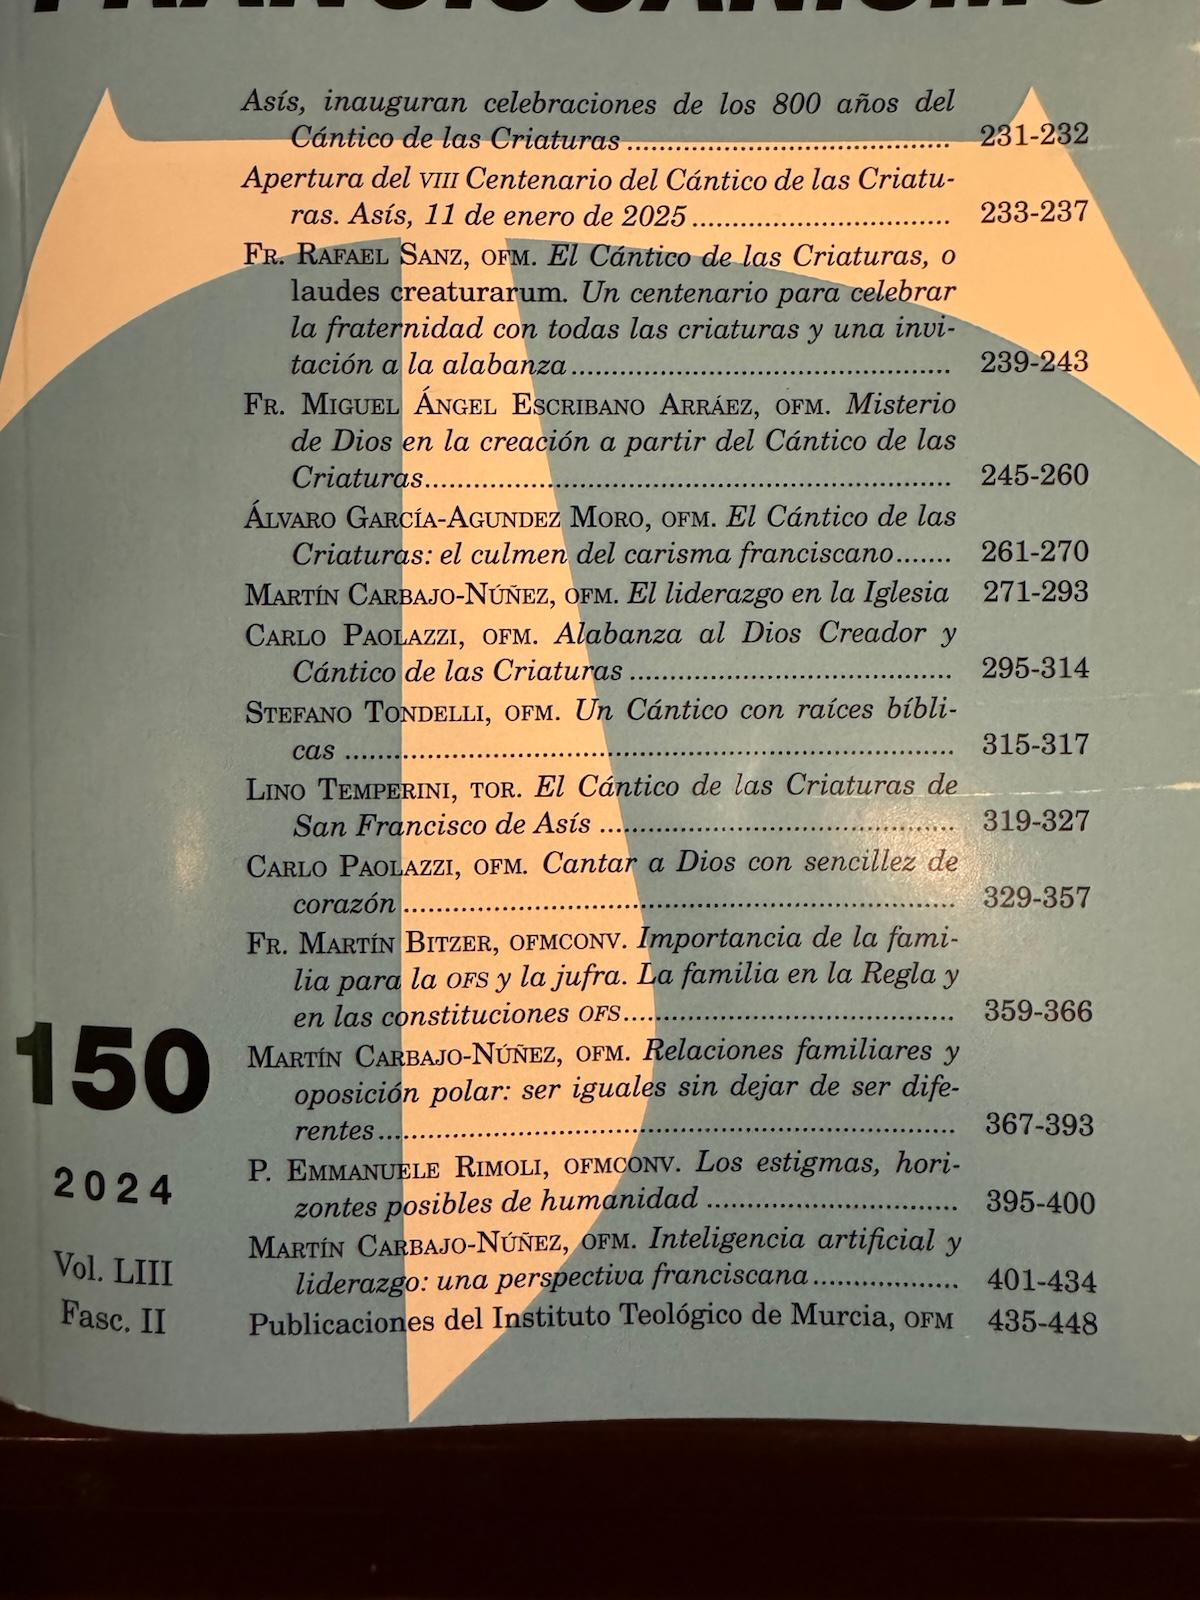 FRANCISCANISMO
Asís, inauguran celebraciones de los 800 años del
Cántico de las Criaturas ........ 231-232
Apertura del VIII Centenario del Cántico de las Criatu-
ras. Asís, 11 de enero de 2025 ........ 233-237
FR. RAFAEL SANZ, OFM. El Cántico de las Criaturas, o
laudes creaturarum. Un centenario para celebrar
la fraternidad con todas las criaturas y una invi-
tación a la alabanza ........ 239-243
FR. MIGUEL ÁNGEL ESCRIBANO ARRÁEZ, OFM. Misterio
de Dios en la creación a partir del Cántico de las
Criaturas ........ 245-260
ÁLVARO GARCÍA-AGUNDEZ MORO, OFM. El Cántico de las
Criaturas: el culmen del carisma franciscano ....... 261-270
MARTÍN CARBAJO-NÚÑEZ, OFM. El liderazgo en la Iglesia 271-293
CARLO PAOLAZZI, OFM. Alabanza al Dios Creador y
Cántico de las Criaturas ........ 295-314
STEFANO TONDELLI, OFM. Un Cántico con raíces bíbli-
cas ........ 315-317
LINO TEMPERINI, TOR. El Cántico de las Criaturas de
San Francisco de Asís ........ 319-327
CARLO PAOLAZZI, OFM. Cantar a Dios con sencillez de
corazón ........ 329-357
FR. MARTÍN BITZER, OFMCONV. Importancia de la fami-
lia para la OFS y la jufra. La familia en la Regla y
en las constituciones OFS ........ 359-366
MARTÍN CARBAJO-NÚÑEZ, OFM. Relaciones familiares y
oposición polar: ser iguales sin dejar de ser dife-
rentes ........ 367-393
P. EMMANUELE RIMOLI, OFMCONV. Los estigmas, hori-
zontes posibles de humanidad ........ 395-400
MARTÍN CARBAJO-NÚÑEZ, OFM. Inteligencia artificial y
liderazgo: una perspectiva franciscana ........ 401-434
Publicaciones del Instituto Teológico de Murcia, OFM 435-448
150
2024
Vol. LIII
Fasc. II